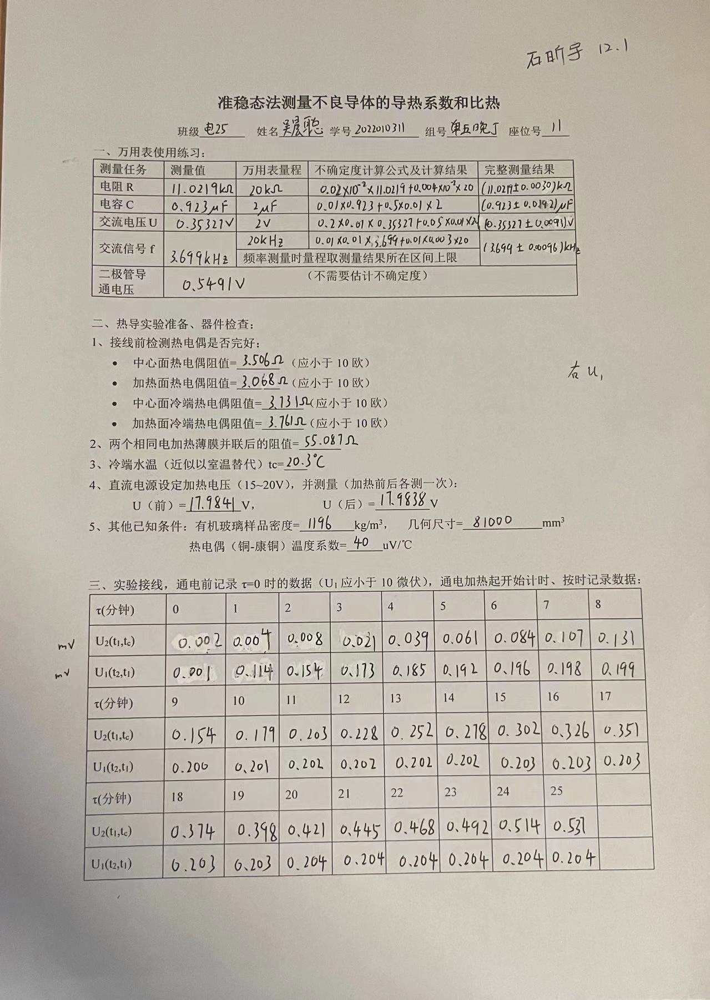 石昕宇 12.1
准稳态法测量不良导体的导热系数和比热
班级 电25 姓名 吴晨聪 学号 2022010311 组号 单五晚丁 座位号 11
一、万用表使用练习：
测量任务 测量值 万用表量程 不确定度计算公式及计算结果 完整测量结果
电阻 R 11.0219kΩ 20kΩ 0.02×10⁻²×11.0219+0.004×10⁻²×20 (11.0219±0.0030)kΩ
电容 C 0.923μF 2μF 0.01×0.923+0.5×0.01×2 (0.923±0.0192)μF
交流电压 U 0.35327V 2V 0.2×0.01×0.35327+0.05×0.01×2 (0.35327±0.0093)V
交流信号 f 3.699kHz 20kHz 0.01×0.01×3.699+0.01×0.003×20 (3.699±0.00096)kHz
频率测量时量程取测量结果所在区间上限
二极管导通电压 0.5491V （不需要估计不确定度）
二、热导实验准备、器件检查：
1、接线前检测热电偶是否完好：
• 中心面热电偶阻值=3.506Ω（应小于 10 欧）
• 加热面热电偶阻值=3.068Ω（应小于 10 欧）
右 U₁
• 中心面冷端热电偶阻值=3.731Ω（应小于 10 欧）
• 加热面冷端热电偶阻值=3.761Ω（应小于 10 欧）
2、两个相同电加热薄膜并联后的阻值=55.087Ω
3、冷端水温（近似以室温替代）tc=20.3℃
4、直流电源设定加热电压（15~20V），并测量（加热前后各测一次）：
U（前）=17.9841V， U（后）=17.9838V
5、其他已知条件：有机玻璃样品密度=1196 kg/m³， 几何尺寸=81000 mm³
热电偶（铜-康铜）温度系数=40 uV/℃
三、实验接线，通电前记录 τ=0 时的数据（U₁应小于 10 微伏），通电加热起开始计时、按时记录数据：
τ(分钟) 0 1 2 3 4 5 6 7 8
mV U₂(t₁,tc) 0.002 0.004 0.008 0.021 0.039 0.061 0.084 0.107 0.131
mV U₁(t₂,t₁) 0.001 0.114 0.154 0.173 0.185 0.192 0.196 0.198 0.199
τ(分钟) 9 10 11 12 13 14 15 16 17
U₂(t₁,tc) 0.154 0.179 0.203 0.228 0.252 0.278 0.302 0.326 0.351
U₁(t₂,t₁) 0.200 0.201 0.202 0.202 0.202 0.202 0.203 0.203 0.203
τ(分钟) 18 19 20 21 22 23 24 25
U₂(t₁,tc) 0.374 0.398 0.421 0.445 0.468 0.492 0.514 0.537
U₁(t₂,t₁) 0.203 0.203 0.204 0.204 0.204 0.204 0.204 0.204